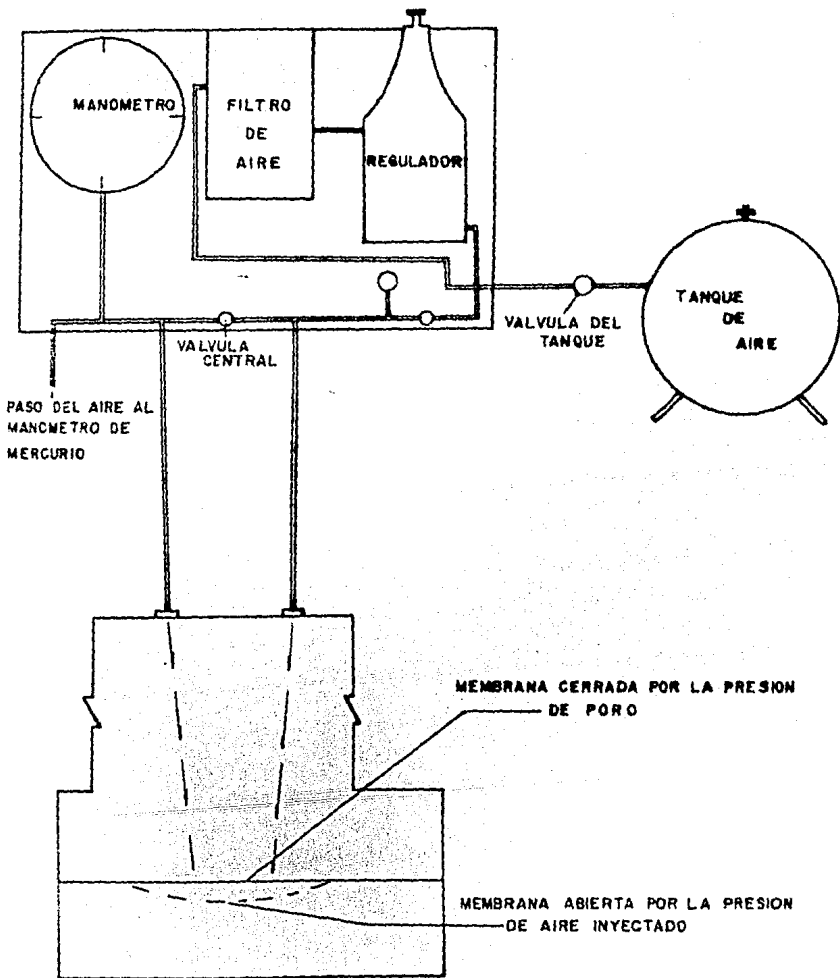 MANOMETRO
FILTRO
DE
AIRE
REGULADOR
TANQUE
DE
AIRE
VALVULA DEL
TANQUE
VALVULA
CENTRAL
PASO DEL AIRE AL
MANOMETRO DE
MERCURIO
MEMBRANA CERRADA POR LA PRESION
DE PORO
MEMBRANA ABIERTA POR LA PRESION
DE AIRE INYECTADO